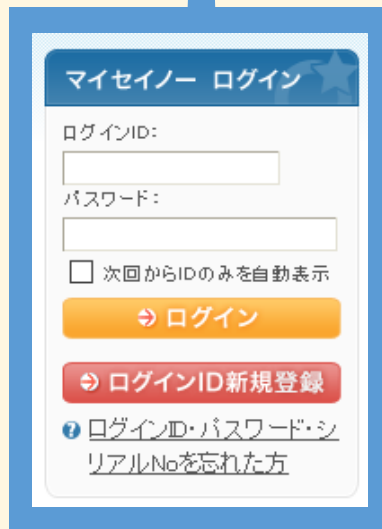 マイセイノー ログイン
ログインID:
パスワード:
次回からIDのみを自動表示
ログイン
ログインID新規登録
ログインID・パスワード・シ
リアルNoを忘れた方